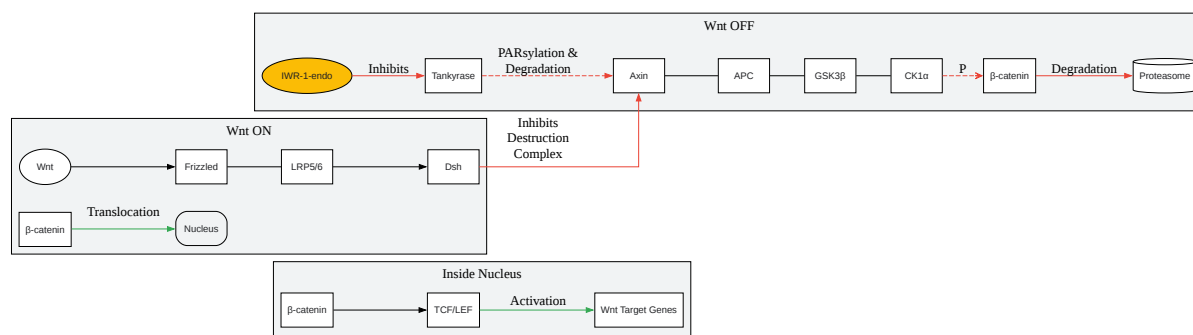 Wnt OFF
IWR-1-endo
Inhibits
Tankyrase
PARsylation &
Degradation
Axin
APC
GSK3β
CK1α
P
β-catenin
Degradation
Proteasome
Wnt ON
Wnt
Frizzled
LRP5/6
Dsh
Inhibits
Destruction
Complex
β-catenin
Translocation
Nucleus
Inside Nucleus
β-catenin
TCF/LEF
Activation
Wnt Target Genes